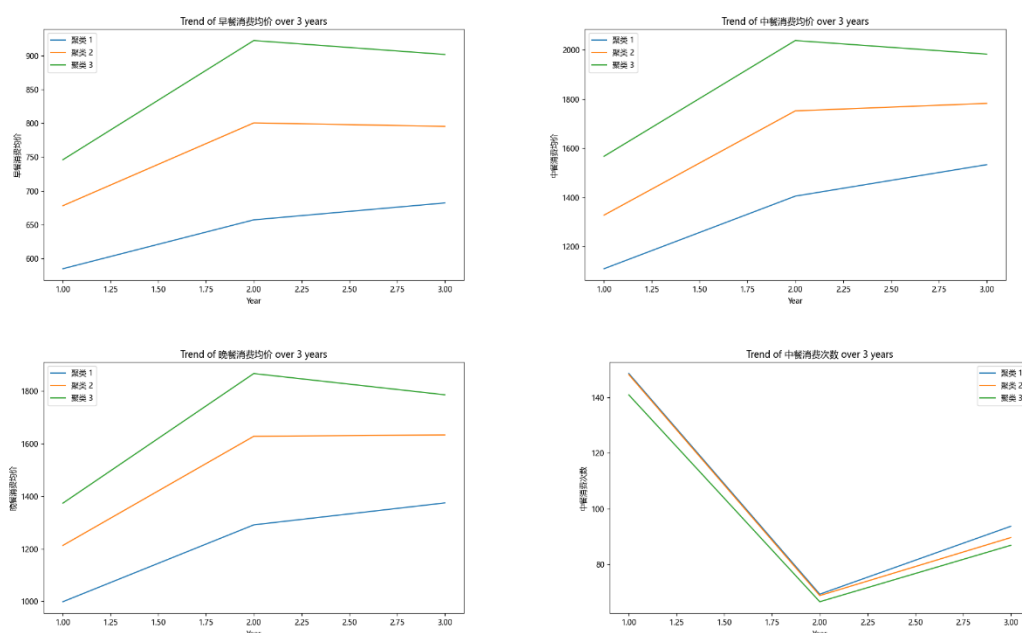 Trend of 早餐消费均价 over 3 years
聚类 1
聚类 2
聚类 3
早餐消费均价
900
850
800
750
700
650
600
1.00 1.25 1.50 1.75 2.00 2.25 2.50 2.75 3.00
Year
Trend of 中餐消费均价 over 3 years
聚类 1
聚类 2
聚类 3
中餐消费均价
2000
1800
1600
1400
1200
1.00 1.25 1.50 1.75 2.00 2.25 2.50 2.75 3.00
Year
Trend of 晚餐消费均价 over 3 years
聚类 1
聚类 2
聚类 3
晚餐消费均价
1800
1600
1400
1200
1000
1.00 1.25 1.50 1.75 2.00 2.25 2.50 2.75 3.00
Year
Trend of 中餐消费次数 over 3 years
聚类 1
聚类 2
聚类 3
中餐消费次数
140
120
100
80
1.00 1.25 1.50 1.75 2.00 2.25 2.50 2.75 3.00
Year